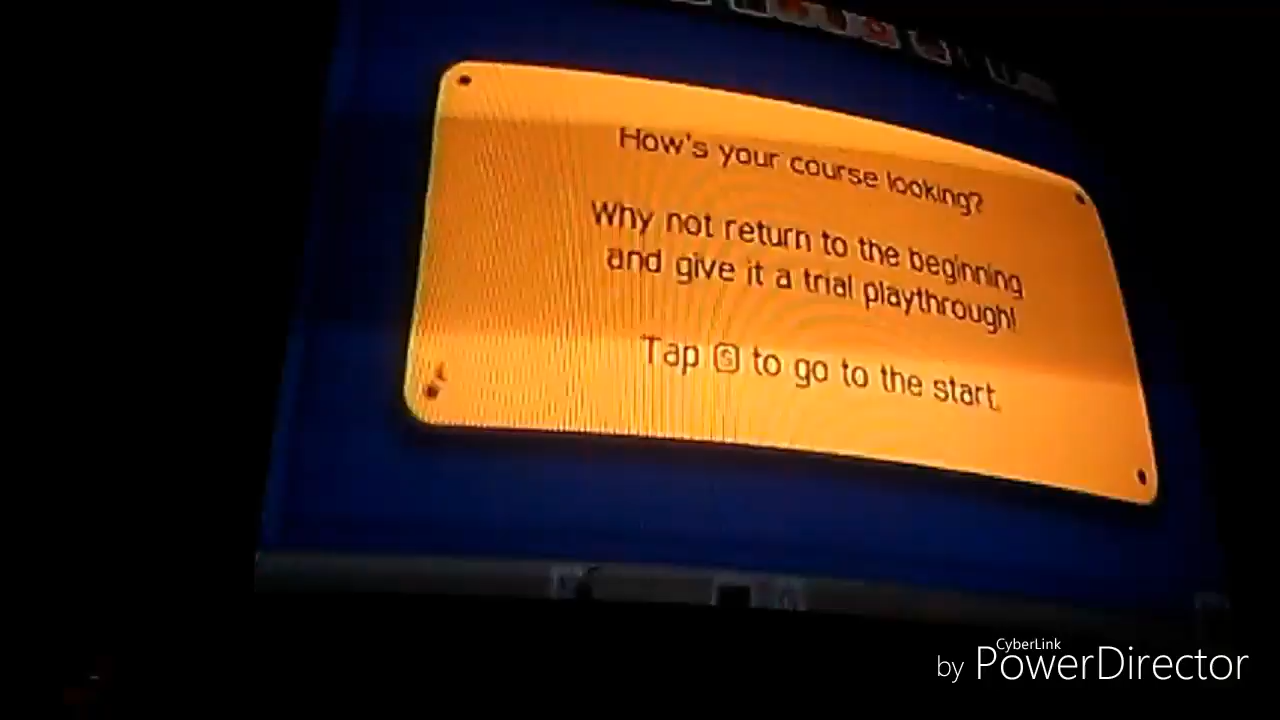 How's your course looking?
Why not return to the beginning
and give it a trial playthrough!
Tap S to go to the start.
CyberLink
by PowerDirector